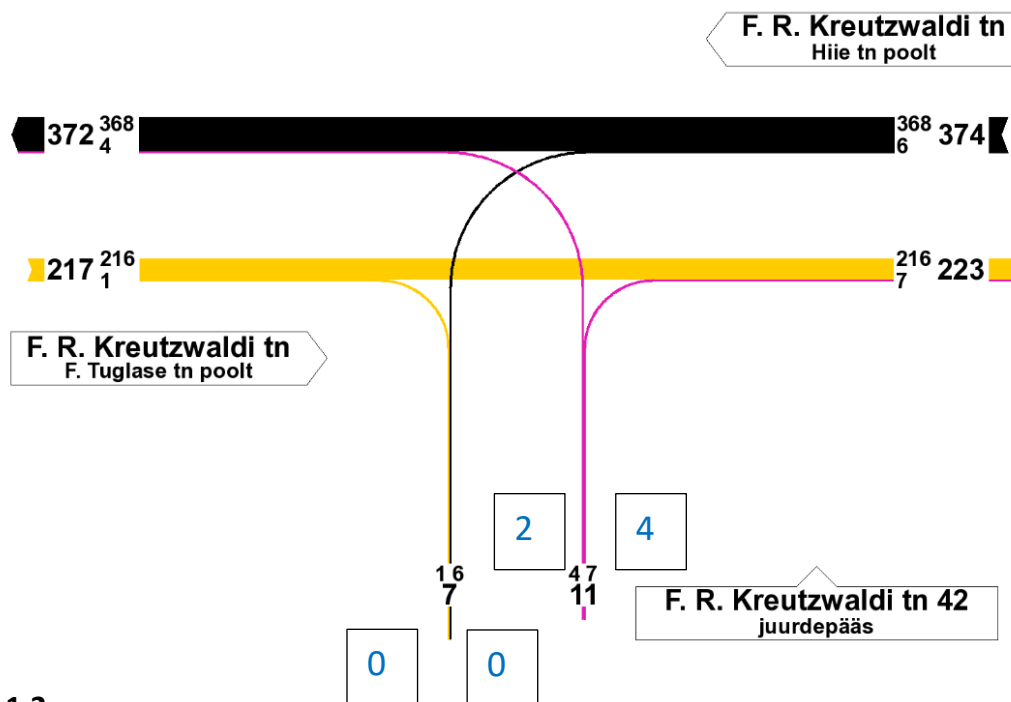 F. R. Kreutzwaldi tn
Hiie tn poolt
372 368 4
368 6 374
217 216 1
216 7 223
F. R. Kreutzwaldi tn
F. Tuglase tn poolt
2
4
1 6
7
4 7
11
F. R. Kreutzwaldi tn 42
juurdepääs
0
0